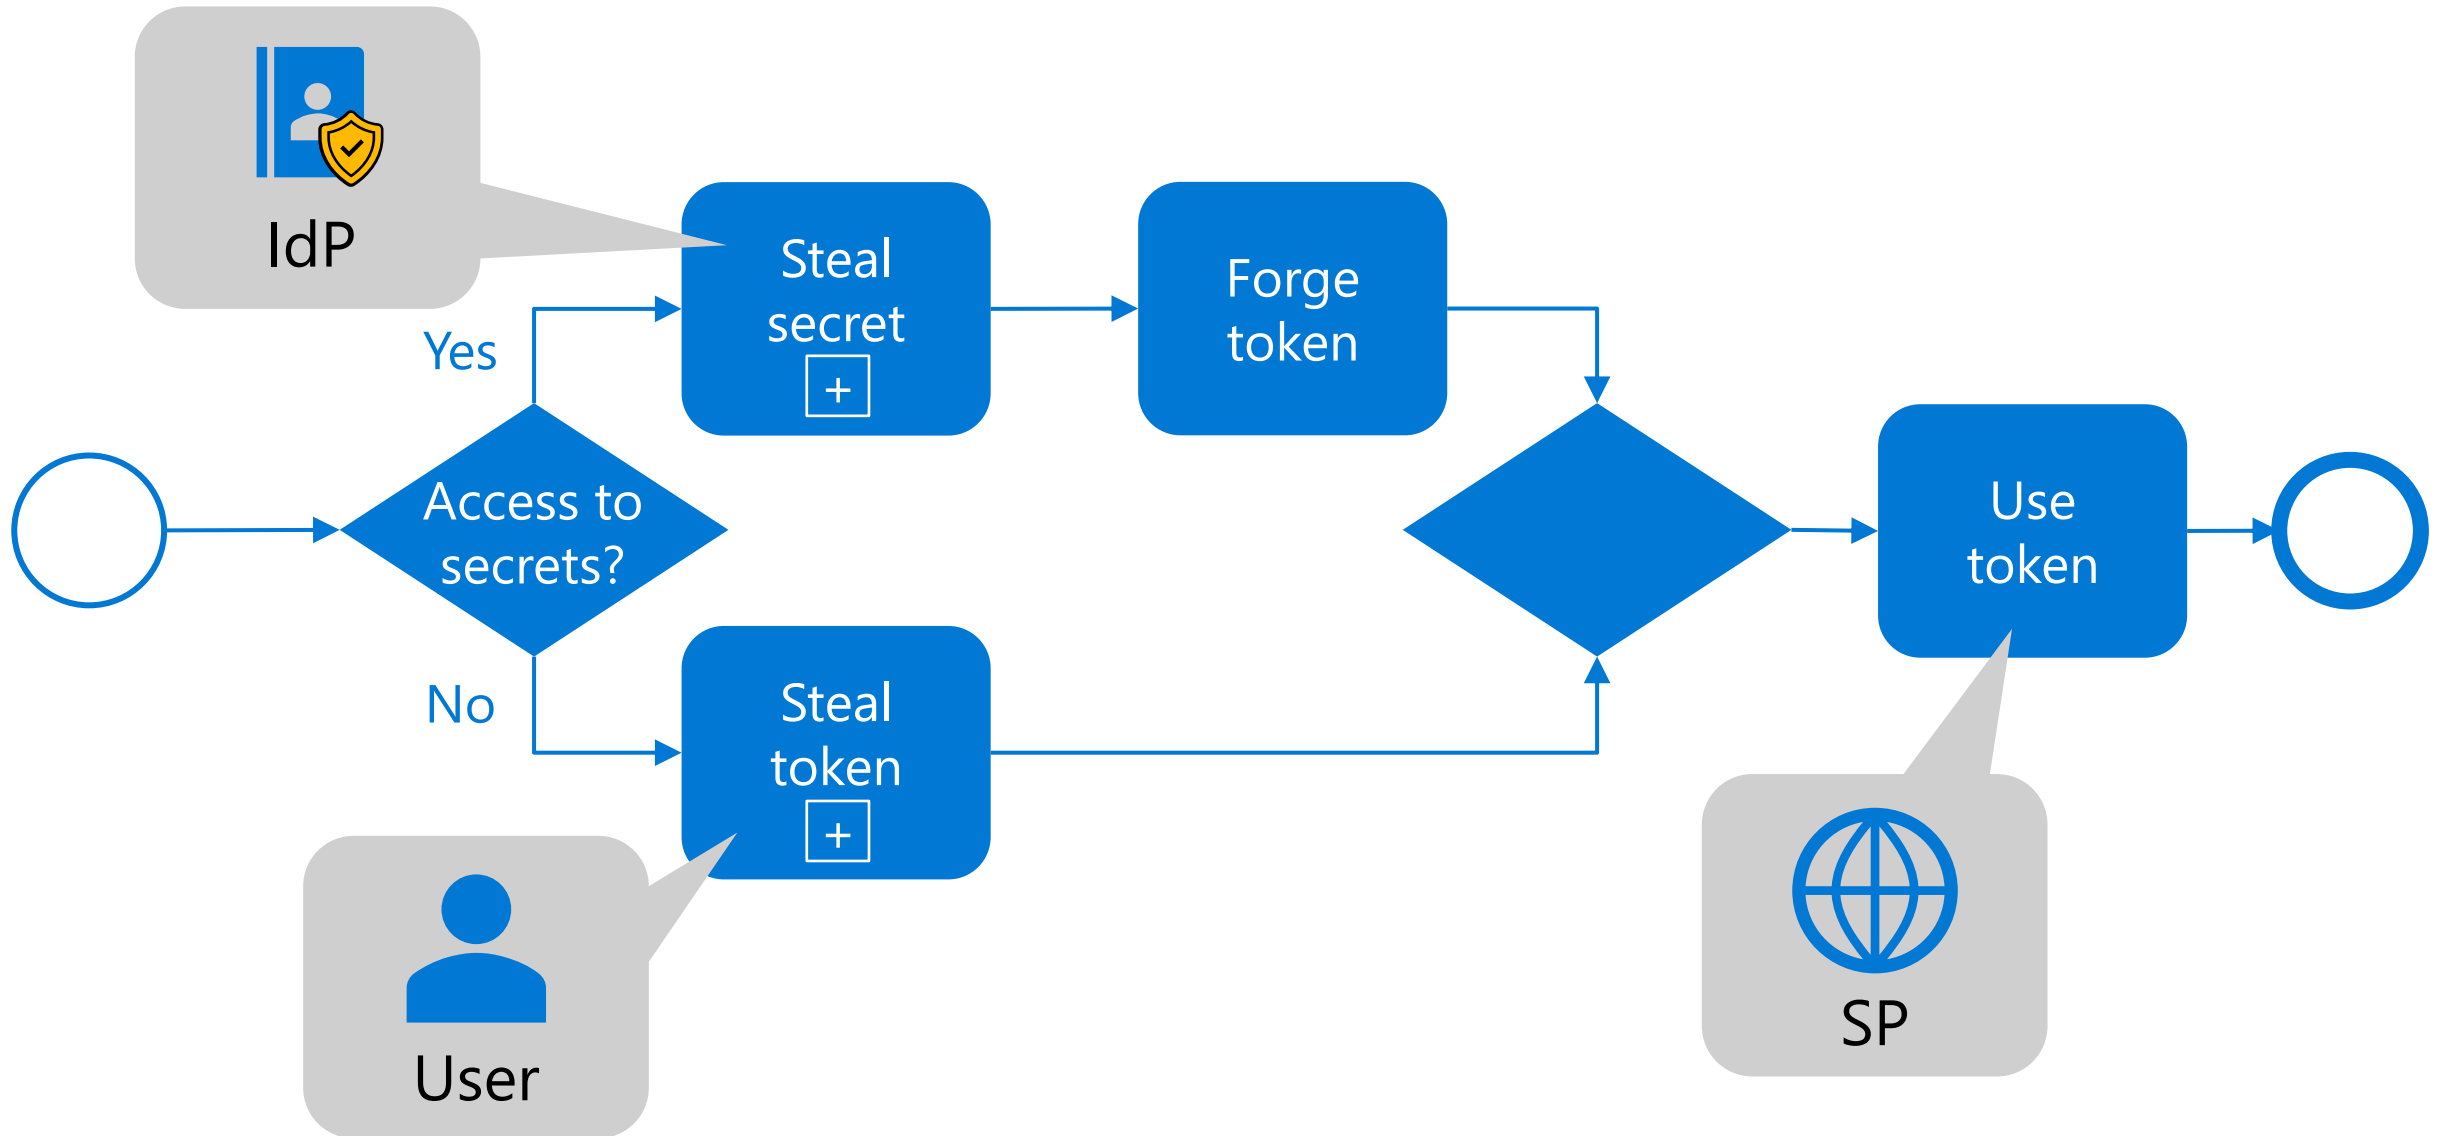 IdP
Yes
Steal
secret
+
Forge
token
Access to
secrets?
Use
token
No
Steal
token
+
User
SP